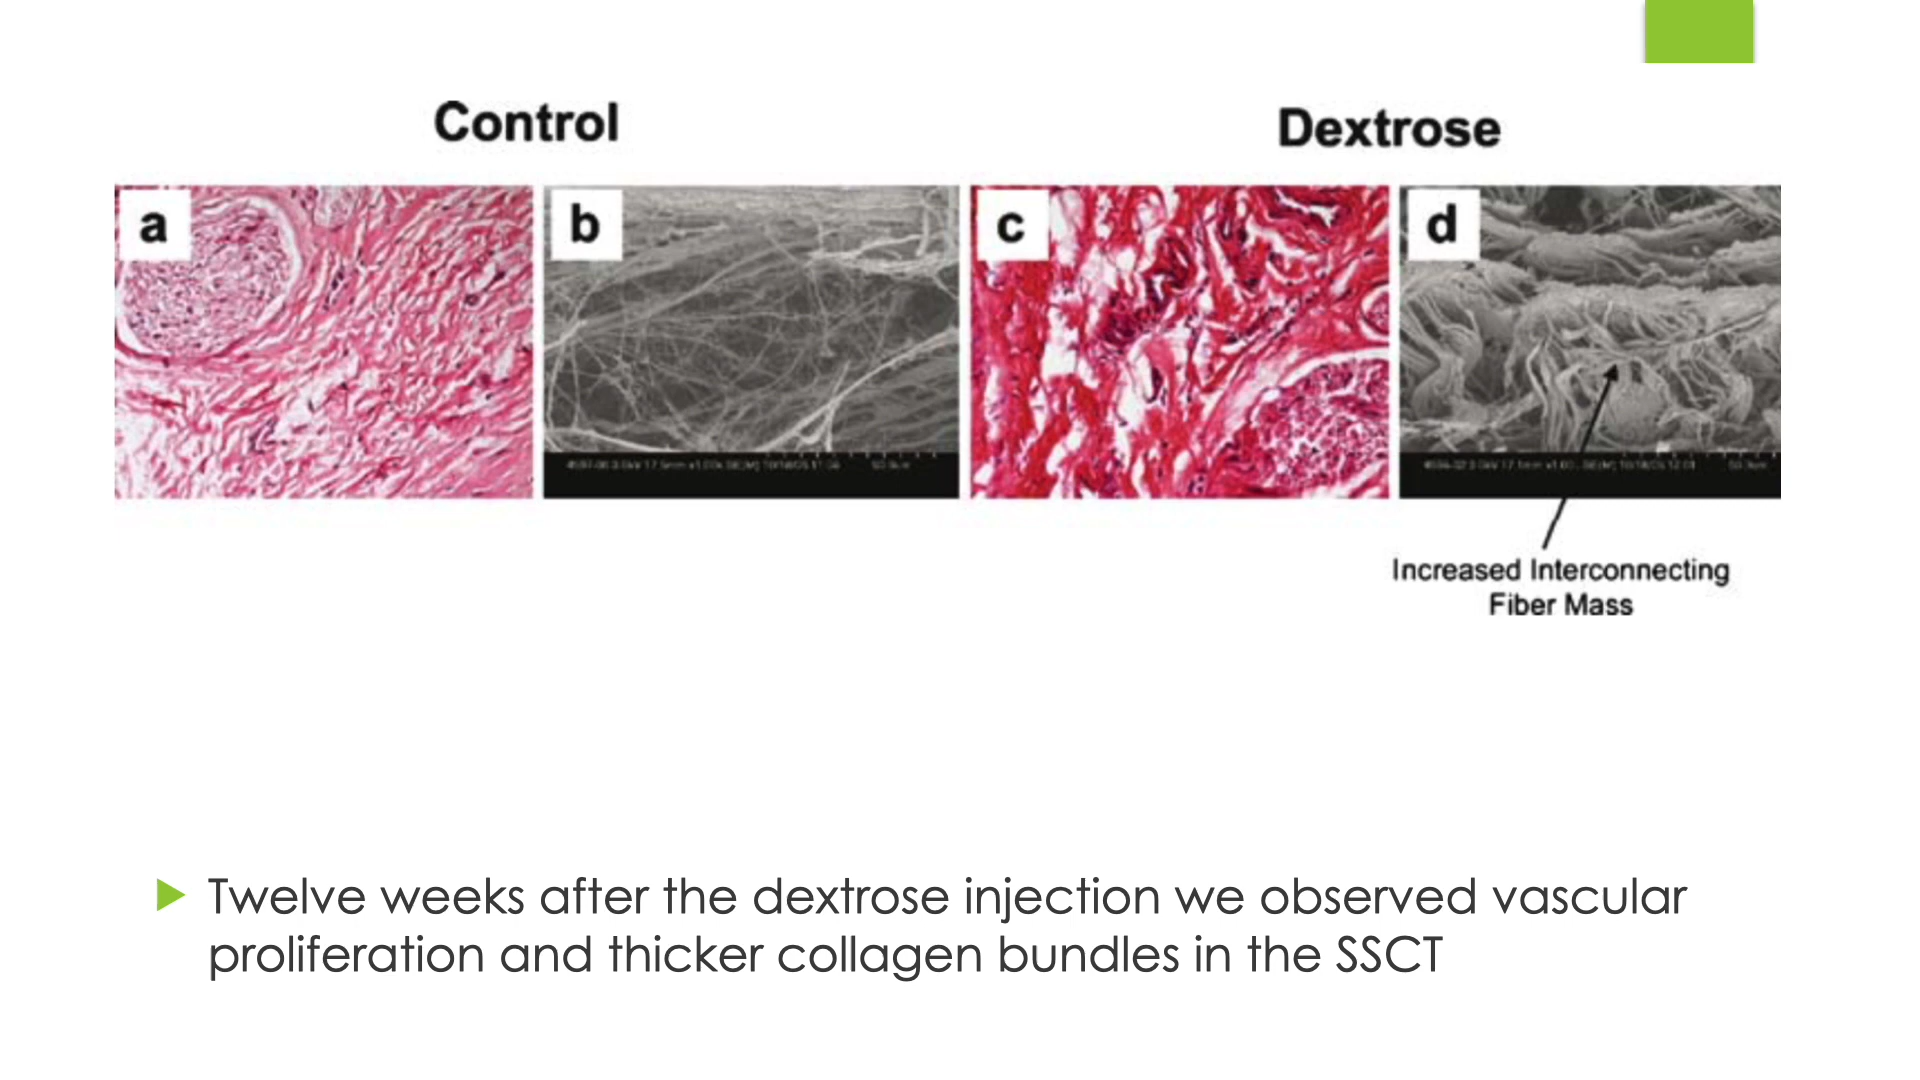 Control
Dextrose
a
b
c
d
Increased Interconnecting
Fiber Mass
Twelve weeks after the dextrose injection we observed vascular
proliferation and thicker collagen bundles in the SSCT